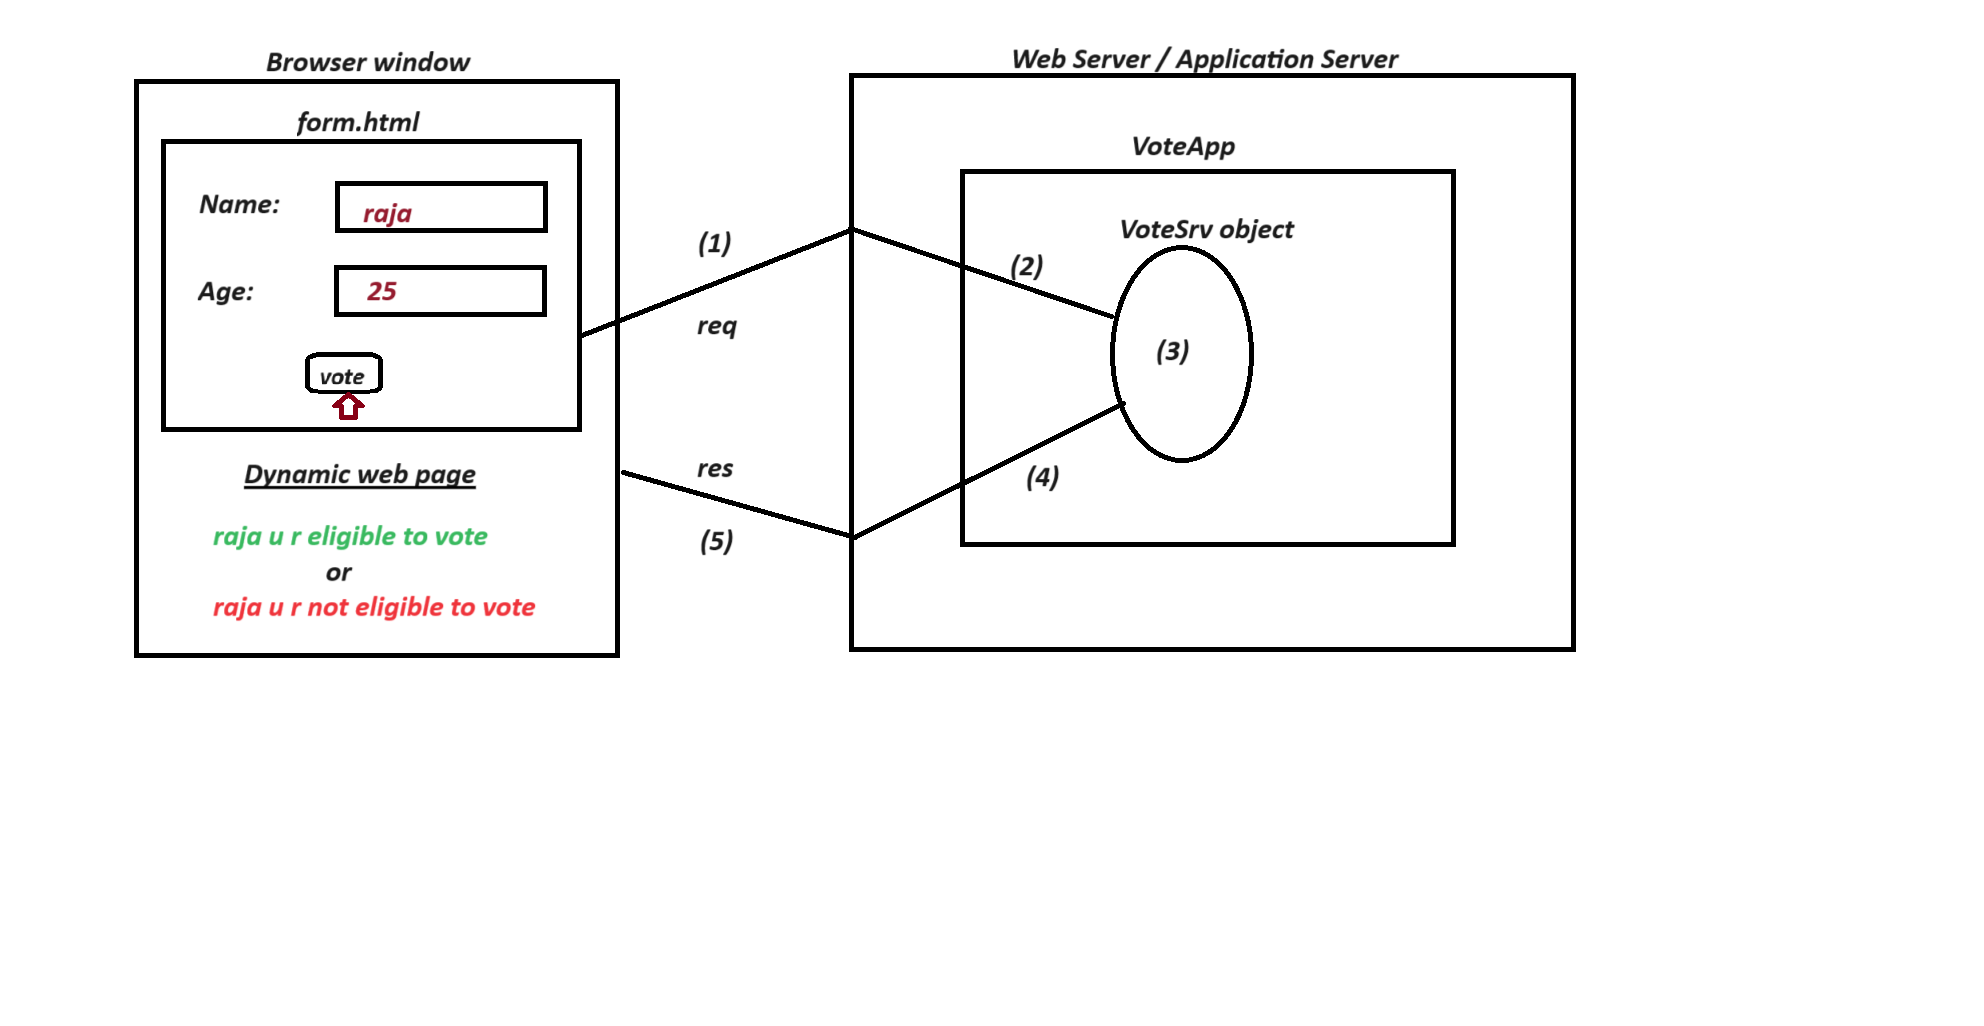 Browser window
form.html
Name:
raja
Age:
25
vote
Dynamic web page
raja u r eligible to vote
or
raja u r not eligible to vote
(1)
req
res
(5)
Web Server / Application Server
VoteApp
VoteSrv object
(2)
(3)
(4)